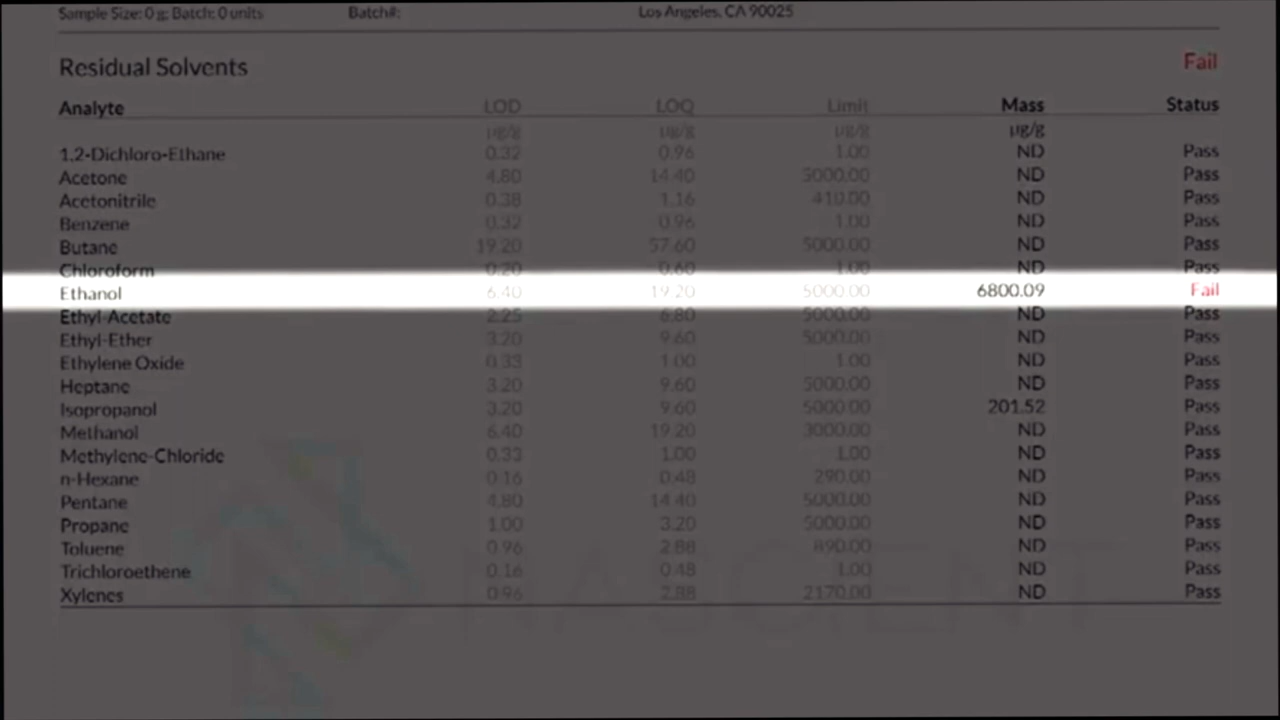 Sample Size: 0 g; Batch: 0 units Batch#: Los Angeles, CA 90025
Residual Solvents Fail
Analyte LOD LOQ Limit Mass Status
µg/g µg/g µg/g µg/g
1,2-Dichloro-Ethane 0.32 0.96 1.00 ND Pass
Acetone 4.80 14.40 5000.00 ND Pass
Acetonitrile 0.38 1.16 410.00 ND Pass
Benzene 0.32 0.96 1.00 ND Pass
Butane 19.20 57.60 5000.00 ND Pass
Chloroform 0.20 0.60 1.00 ND Pass
Ethanol 6.40 19.20 5000.00 6800.09 Fail
Ethyl-Acetate 2.25 6.80 5000.00 ND Pass
Ethyl-Ether 3.20 9.60 5000.00 ND Pass
Ethylene Oxide 0.33 1.00 1.00 ND Pass
Heptane 3.20 9.60 5000.00 ND Pass
Isopropanol 3.20 9.60 5000.00 201.52 Pass
Methanol 6.40 19.20 3000.00 ND Pass
Methylene-Chloride 0.33 1.00 1.00 ND Pass
n-Hexane 0.16 0.48 290.00 ND Pass
Pentane 4.80 14.40 5000.00 ND Pass
Propane 1.00 3.20 5000.00 ND Pass
Toluene 0.96 2.88 890.00 ND Pass
Trichloroethene 0.16 0.48 1.00 ND Pass
Xylenes 0.96 2.88 2170.00 ND Pass
NASCENT